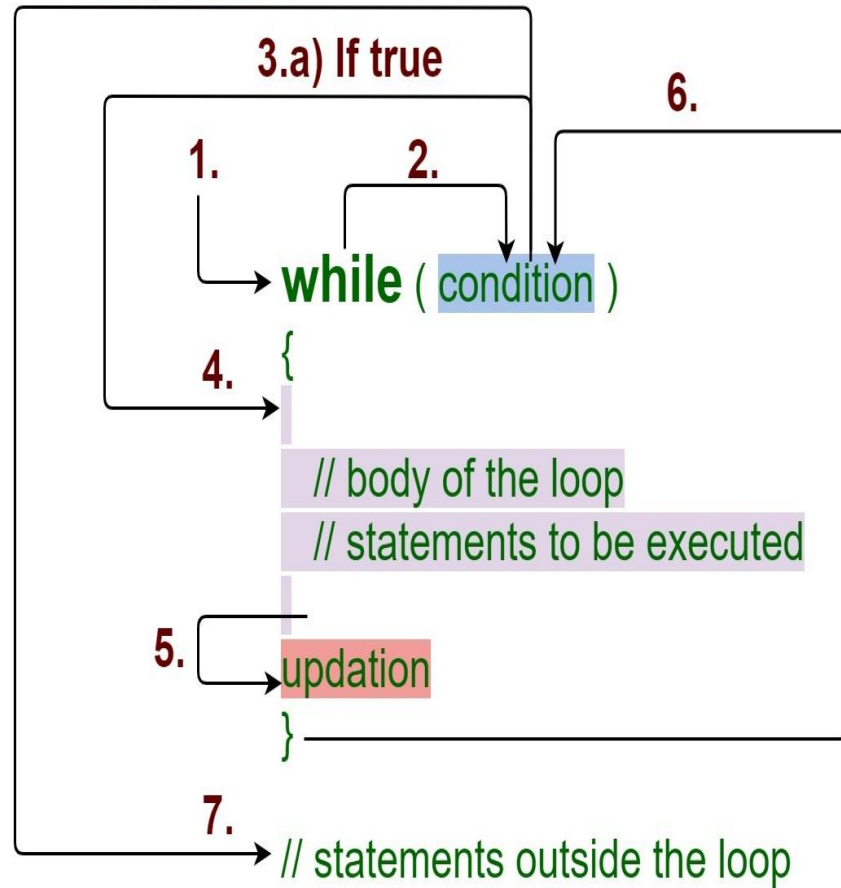 3.a) If true
6.
1.
2.
while ( condition )
{
4.
// body of the loop
// statements to be executed
5.
updation
}
7.
// statements outside the loop